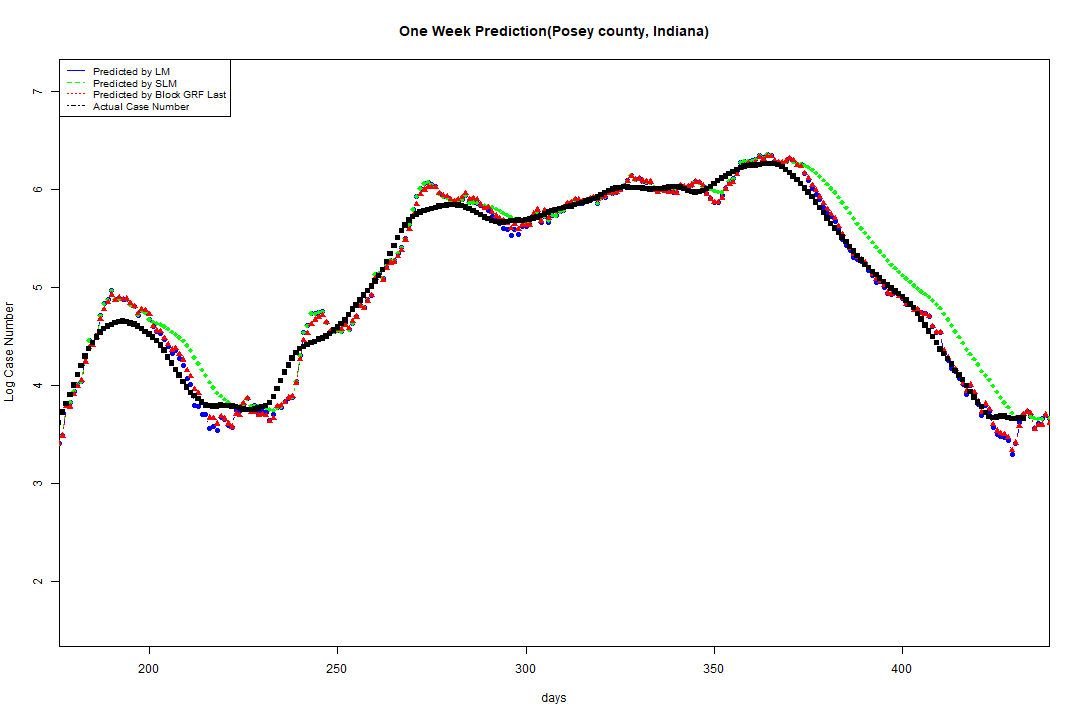 One Week Prediction(Posey county, Indiana)
Predicted by LM
Predicted by SLM
Predicted by Block GRF Last
Actual Case Number
7
6
5
4
3
2
Log Case Number
200 250 300 350 400
days